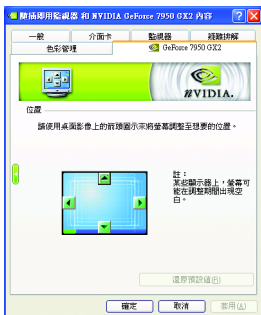 隨插即用監視器 和 NVIDIA GeForce 7950 GX2 內容
一般
介面卡
監視器
疑難排解
色彩管理
GeForce 7950 GX2
NVIDIA.
位置
請使用桌面影像上的箭頭圖示來將螢幕調整至想要的位置。
註：
某些顯示器上，螢幕可
能在調整期間出現空
白。
還原預設值(P)
確定
取消
套用(A)